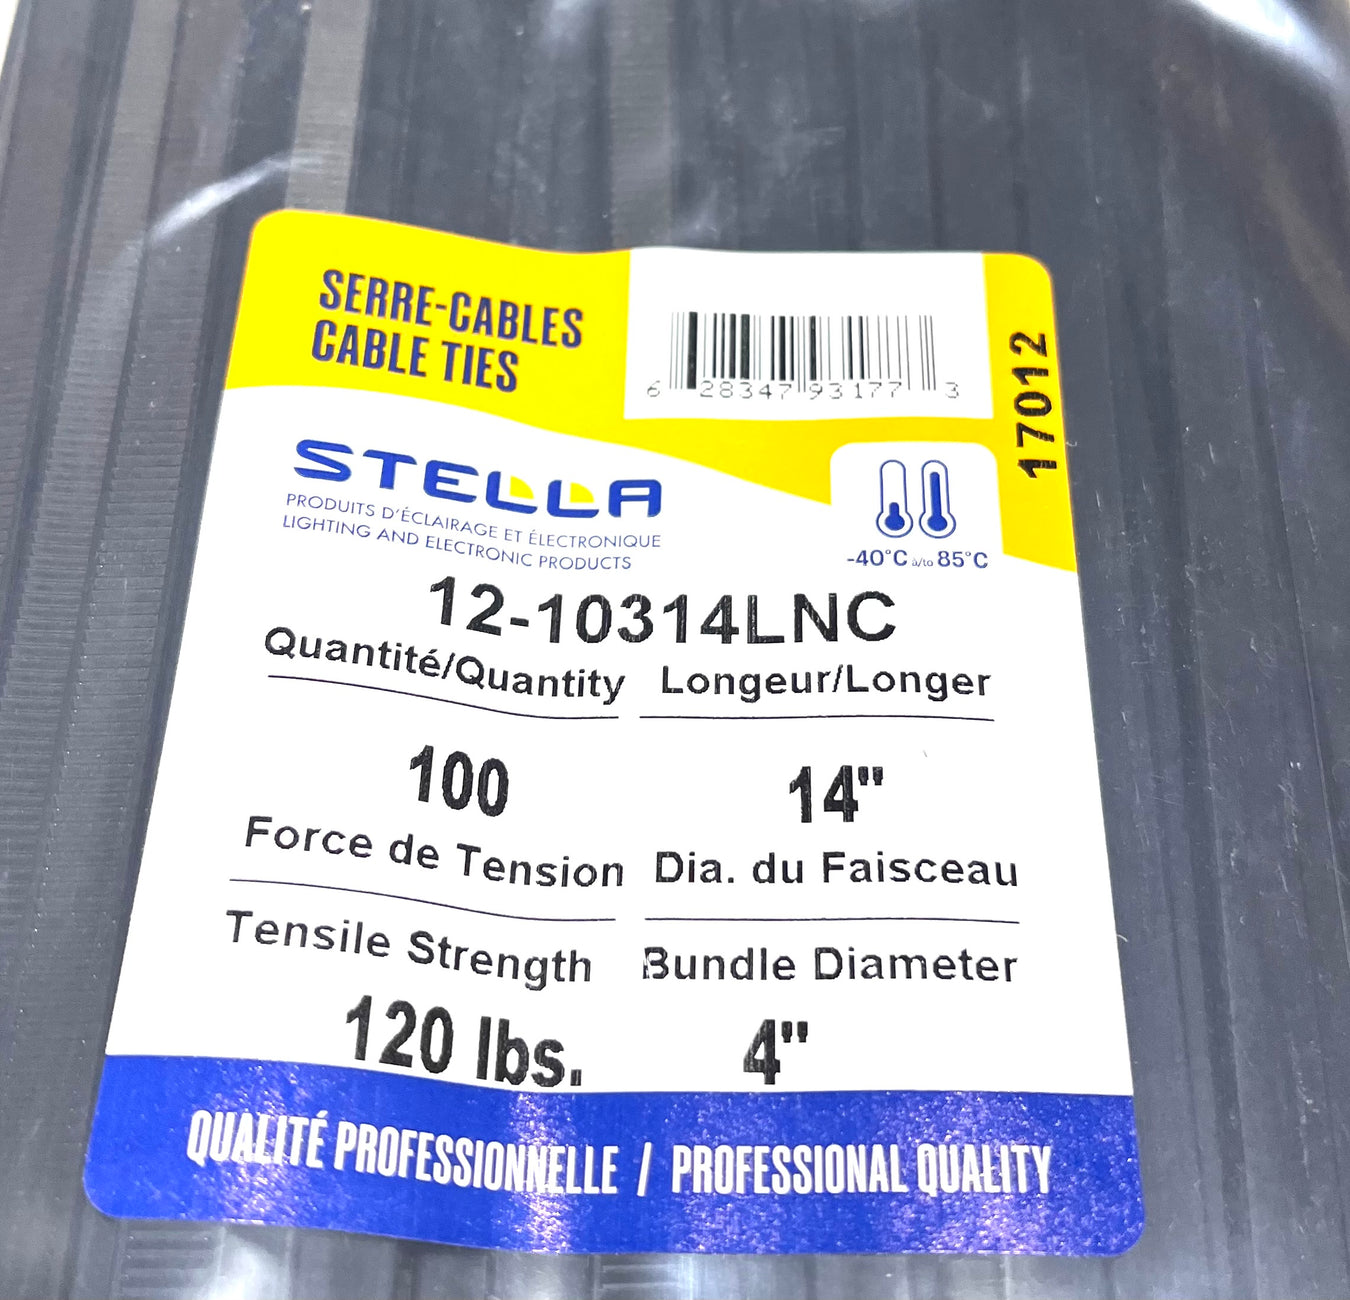 SERRE-CABLES
CABLE TIES
6 28347 93177 3
17012
STELLA
PRODUITS D'ÉCLAIRAGE ET ÉLECTRONIQUE
LIGHTING AND ELECTRONIC PRODUCTS
-40°C à/to 85°C
12-10314LNC
Quantité/Quantity Longeur/Longer
100 14"
Force de Tension Dia. du Faisceau
Tensile Strength Bundle Diameter
120 lbs. 4"
QUALITÉ PROFESSIONNELLE / PROFESSIONAL QUALITY